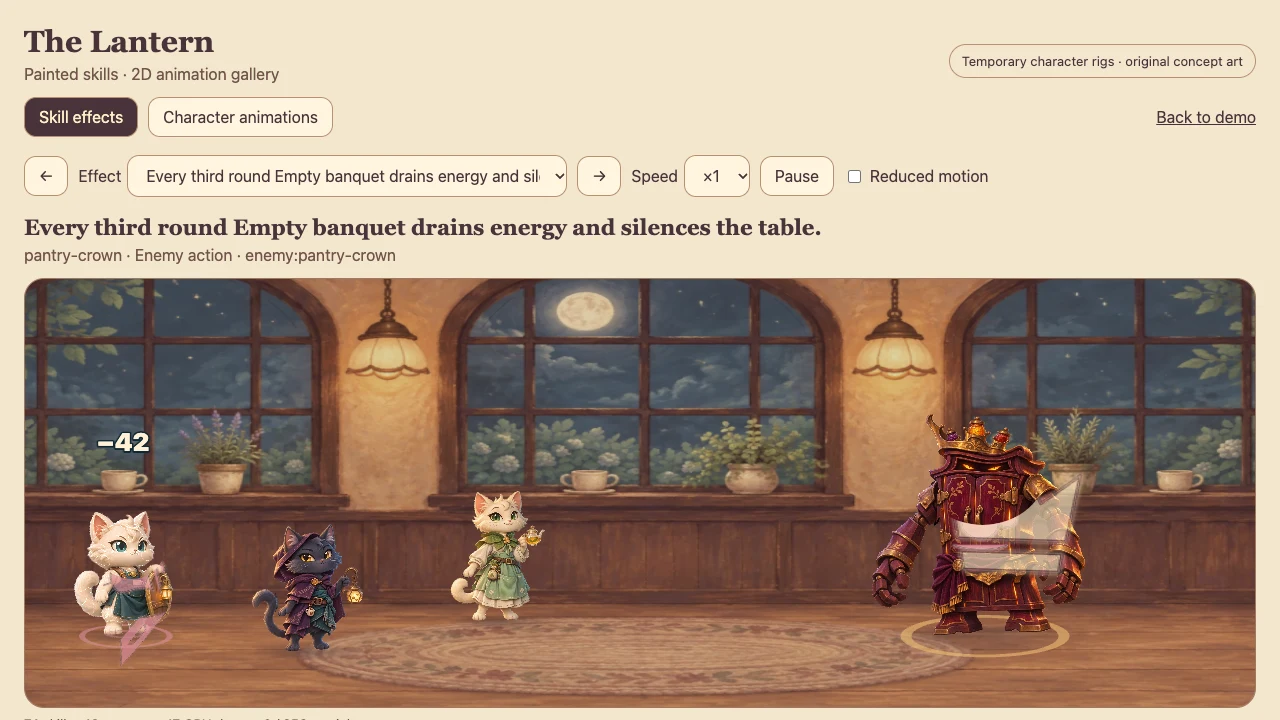 The Lantern
Painted skills · 2D animation gallery
Temporary character rigs · original concept art
Skill effects
Character animations
Back to demo
←
Effect
Every third round Empty banquet drains energy and sil
→
Speed
×1
Pause
Reduced motion
Every third round Empty banquet drains energy and silences the table.
pantry-crown · Enemy action · enemy:pantry-crown
−42